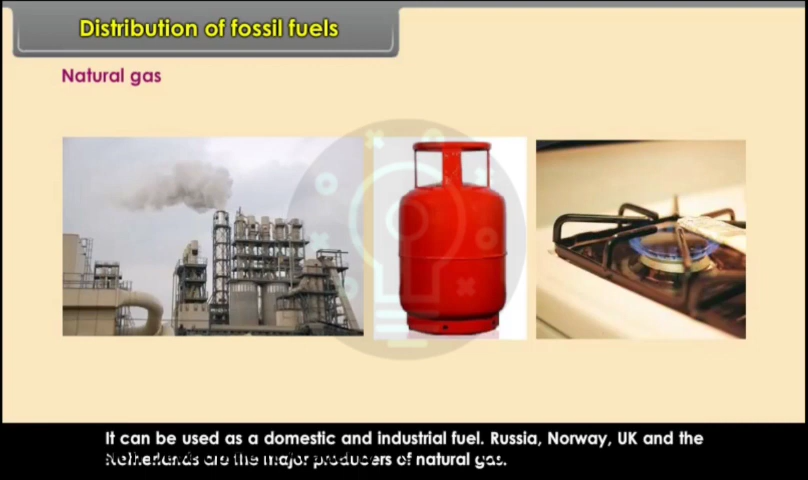 Distribution of fossil fuels
Natural gas
It can be used as a domestic and industrial fuel. Russia, Norway, UK and the
Netherlands are the major producers of natural gas.